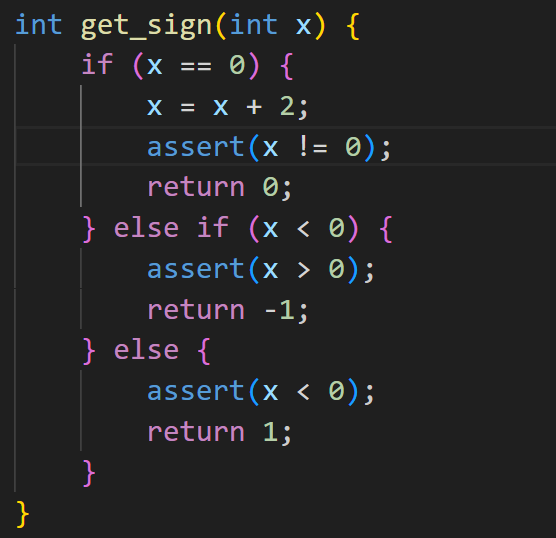 int get_sign(int x) {
    if (x == 0) {
        x = x + 2;
        assert(x != 0);
        return 0;
    } else if (x < 0) {
        assert(x > 0);
        return -1;
    } else {
        assert(x < 0);
        return 1;
    }
}